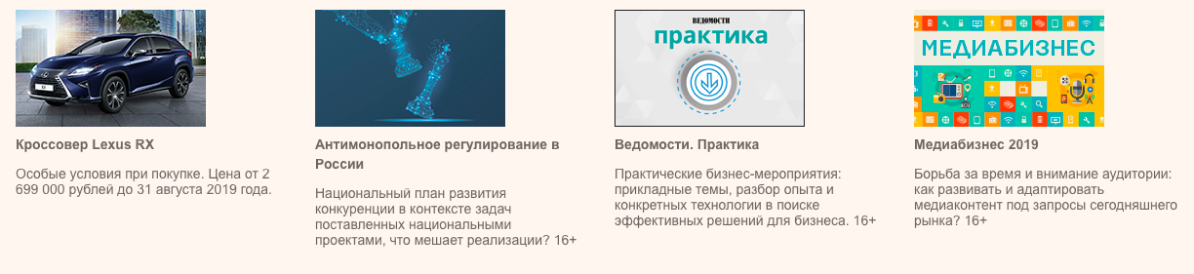 ВЕДОМОСТИ
практика
МЕДИАБИЗНЕС
Кроссовер Lexus RX
Особые условия при покупке. Цена от 2
699 000 рублей до 31 августа 2019 года.
Антимонопольное регулирование в
России
Национальный план развития
конкуренции в контексте задач
поставленных национальными
проектами, что мешает реализации? 16+
Ведомости. Практика
Практические бизнес-мероприятия:
прикладные темы, разбор опыта и
конкретных технологии в поиске
эффективных решений для бизнеса. 16+
Медиабизнес 2019
Борьба за время и внимание аудитории:
как развивать и адаптировать
медиаконтент под запросы сегодняшнего
рынка? 16+